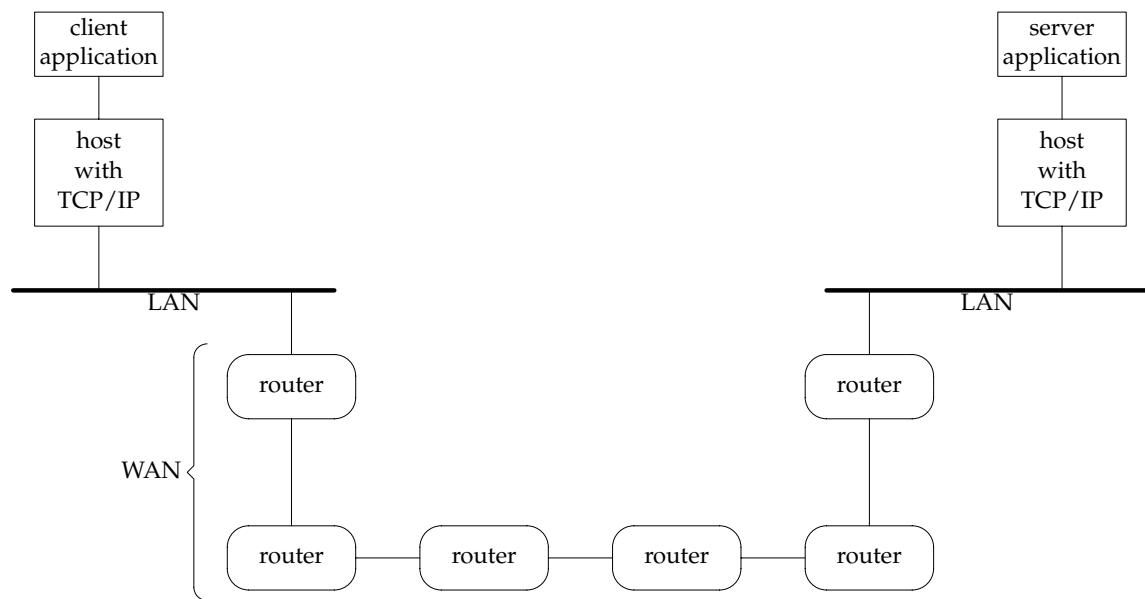 client
application
server
application
host
with
TCP/IP
host
with
TCP/IP
LAN
LAN
router
router
WAN
router
router
router
router